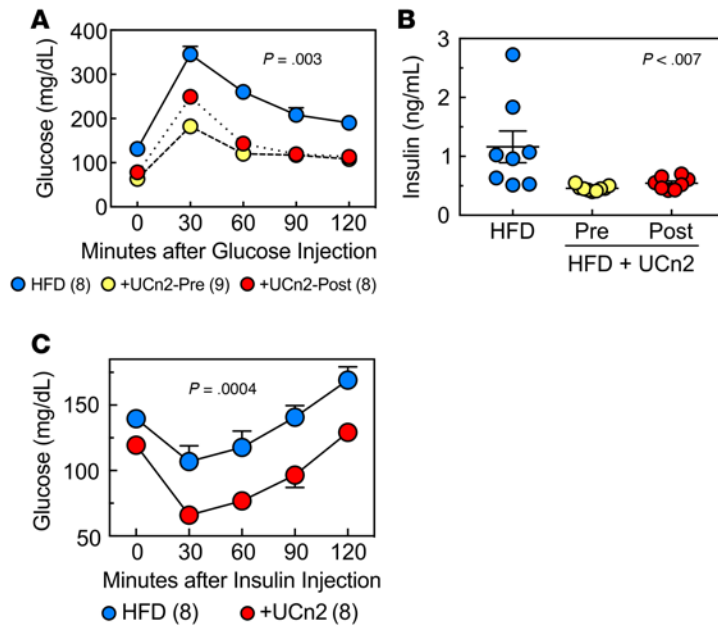 A
Glucose (mg/dL)
400
300
200
100
0
P = .003
0 30 60 90 120
Minutes after Glucose Injection
HFD (8) +UCn2-Pre (9) +UCn2-Post (8)
B
Insulin (ng/mL)
3
2
1
0
P < .007
HFD Pre Post
HFD + UCn2
C
Glucose (mg/dL)
150
100
50
P = .0004
0 30 60 90 120
Minutes after Insulin Injection
HFD (8) +UCn2 (8)